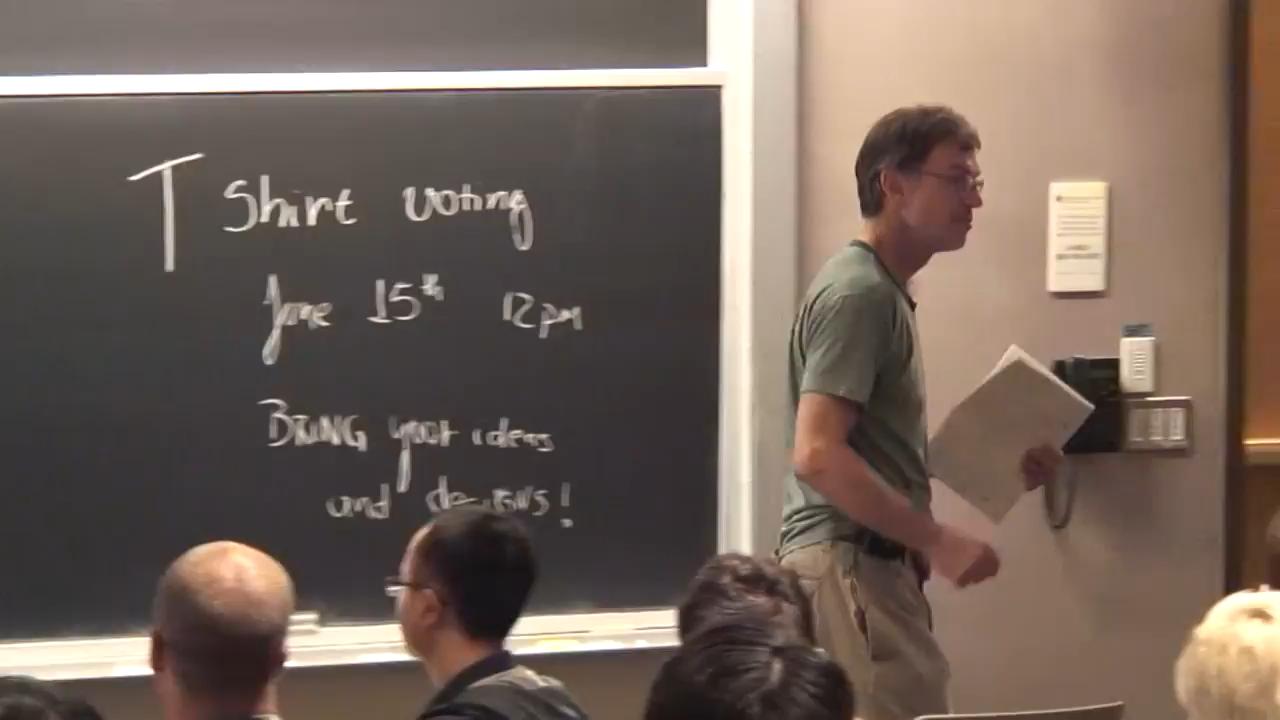 T Shirt voting
June 15th 12pm
BRING your ideas
and designs!